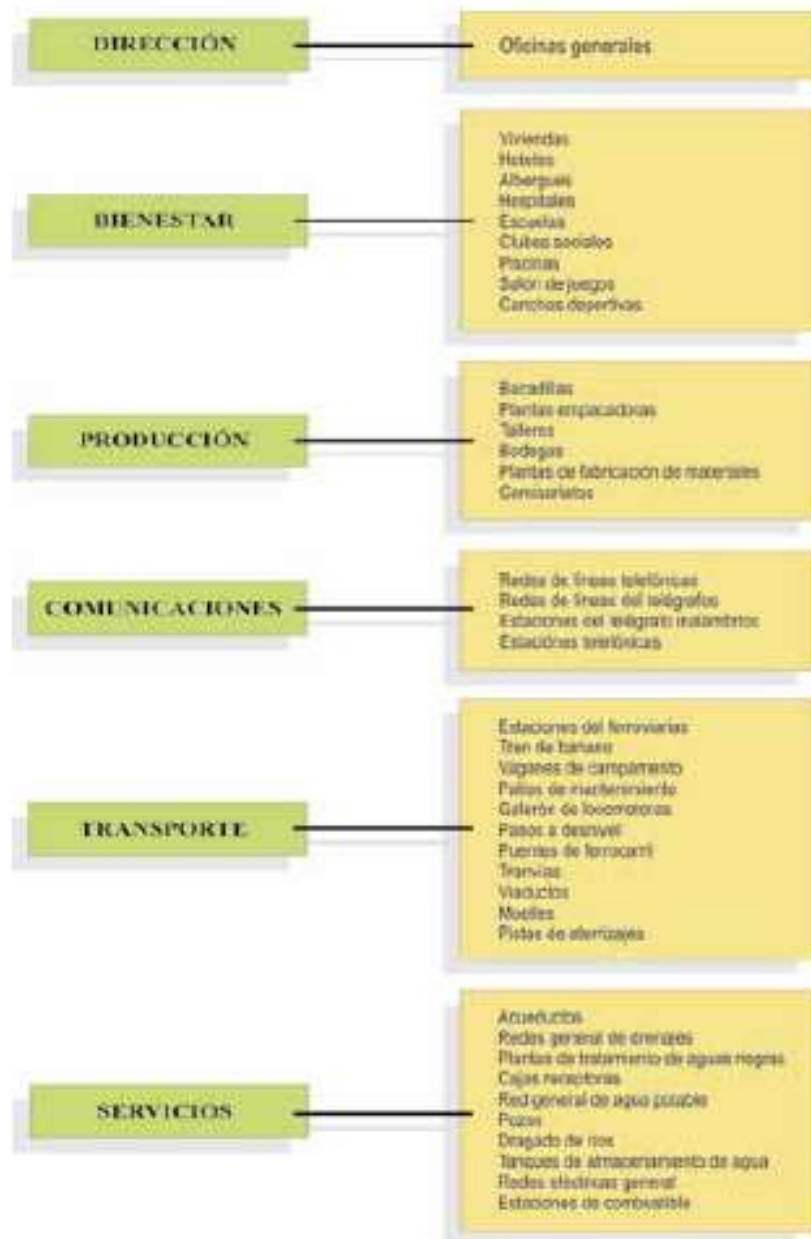 DIRECCIÓN
Oficinas generales
BIENESTAR
Viviendas
Hoteles
Albergues
Hospitales
Escuelas
Clubes sociales
Piscinas
Salón de juegos
Canchas deportivas
PRODUCCIÓN
Bacadillas
Plantas empacadoras
Talleres
Bodegas
Plantas de fabricación de materiales
Comisariatos
COMUNICACIONES
Redes de líneas telefónicas
Redes de líneas del telégrafos
Estaciones del telégrafo inalámbrico
Estaciones telefónicas
TRANSPORTE
Estaciones del ferroviarias
Tren de banano
Vagones de campamento
Patios de mantenimiento
Galerón de locomotoras
Pasos a desnivel
Puentes de ferrocarril
Tranvías
Viaductos
Muelles
Pistas de aterrizajes
SERVICIOS
Acueductos
Redes general de drenajes
Plantas de tratamiento de aguas negras
Cajas receptoras
Red general de agua potable
Pozos
Dragado de ríos
Tanques de almacenamiento de agua
Redes eléctricas general
Estaciones de combustible